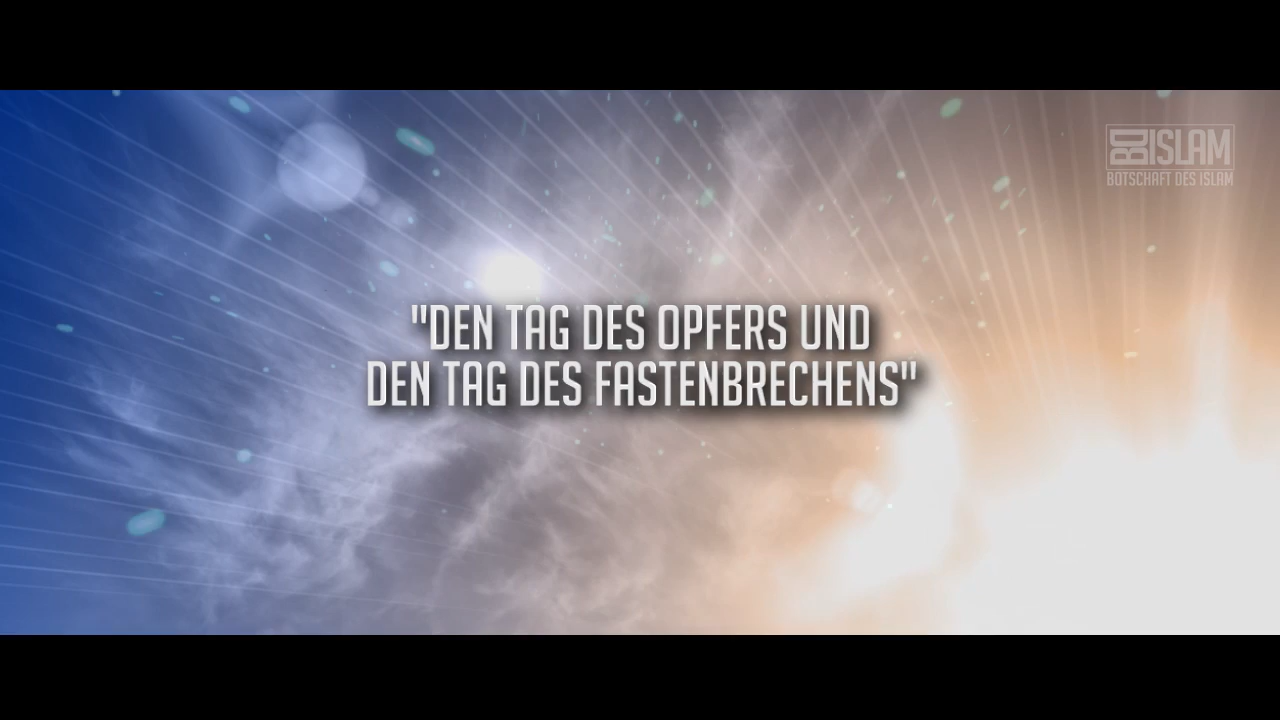 BDISLAM
BOTSCHAFT DES ISLAM
"DEN TAG DES OPFERS UND
DEN TAG DES FASTENBRECHENS"